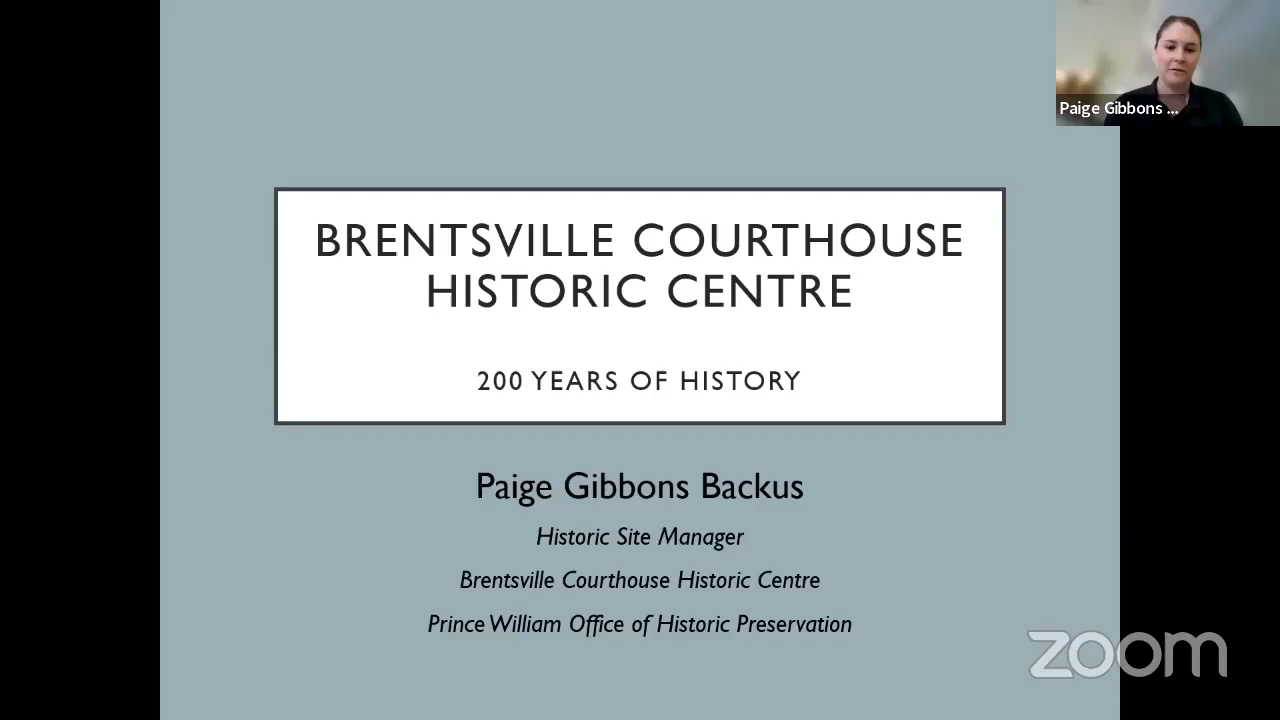 Paige Gibbons ...
BRENTSVILLE COURTHOUSE
HISTORIC CENTRE
200 YEARS OF HISTORY
Paige Gibbons Backus
Historic Site Manager
Brentsville Courthouse Historic Centre
Prince William Office of Historic Preservation
zoom